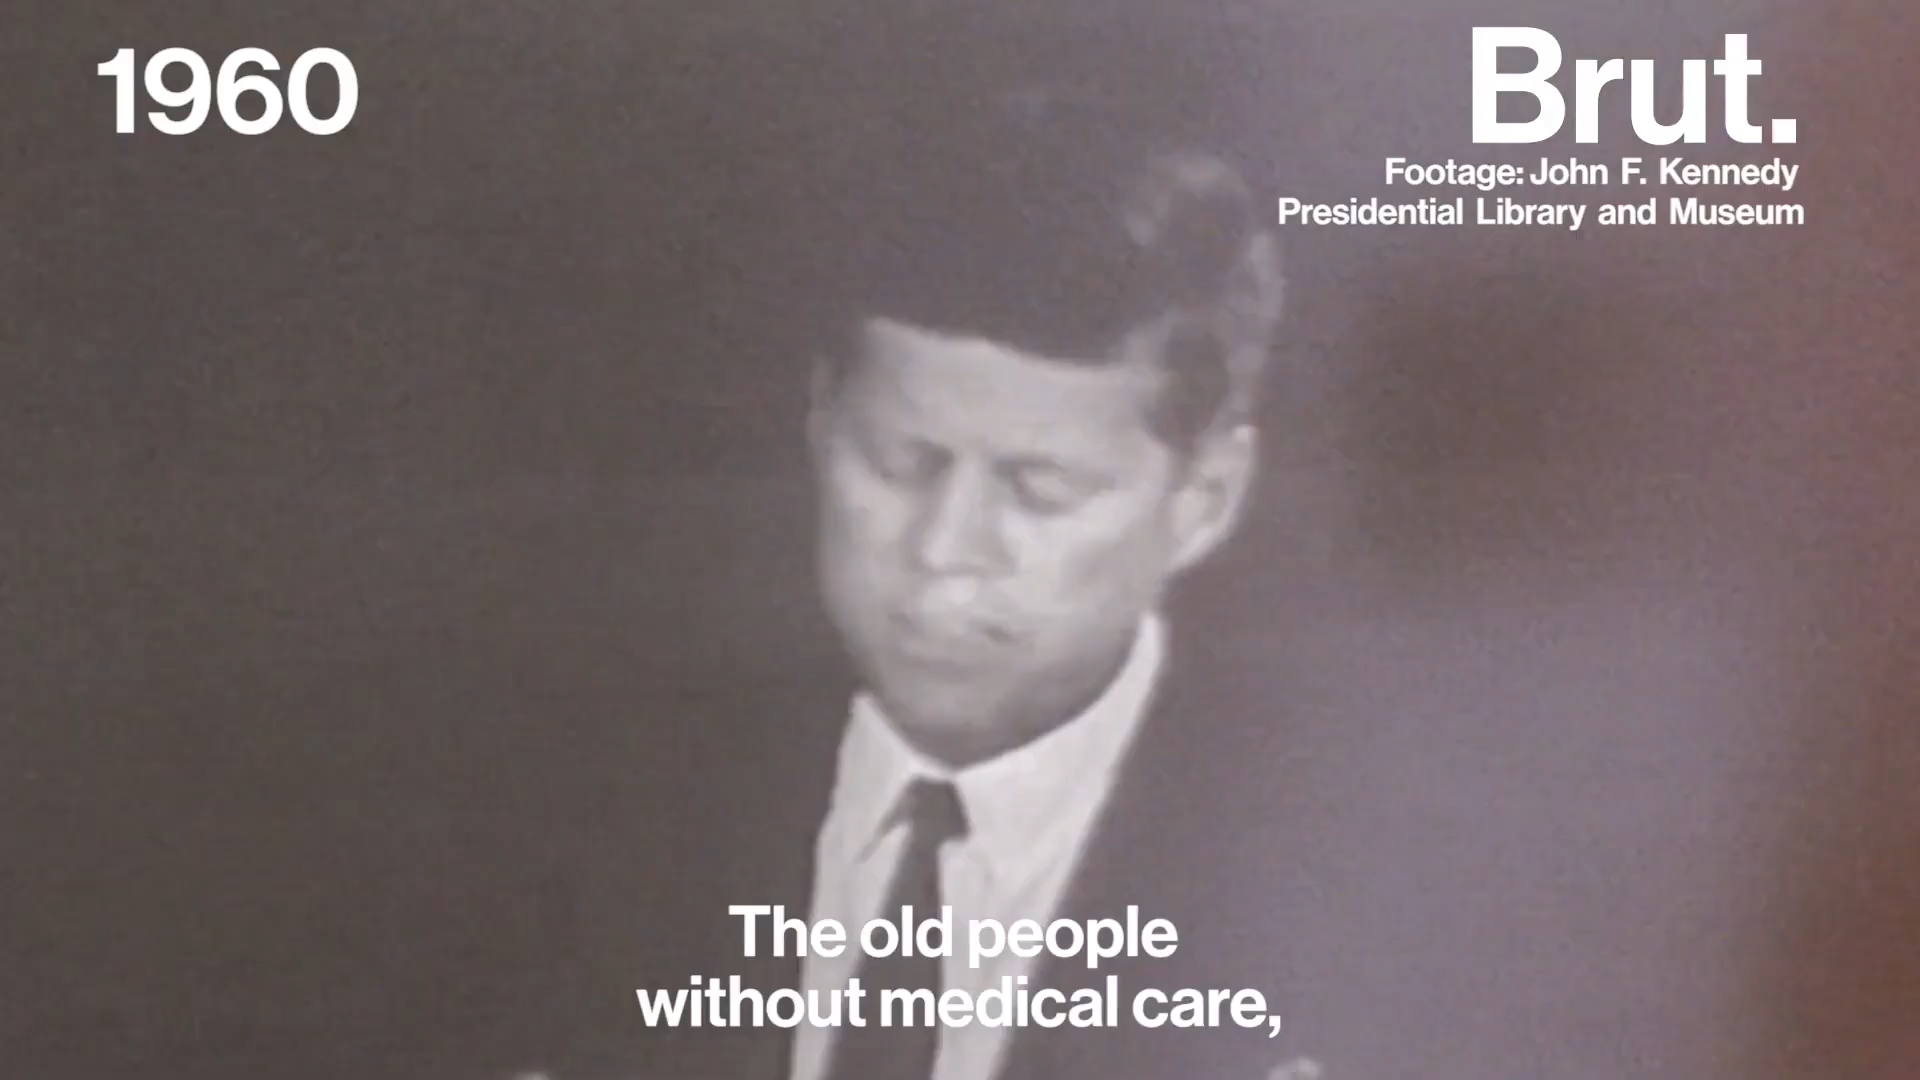 1960
Brut.
Footage: John F. Kennedy
Presidential Library and Museum
The old people
without medical care,